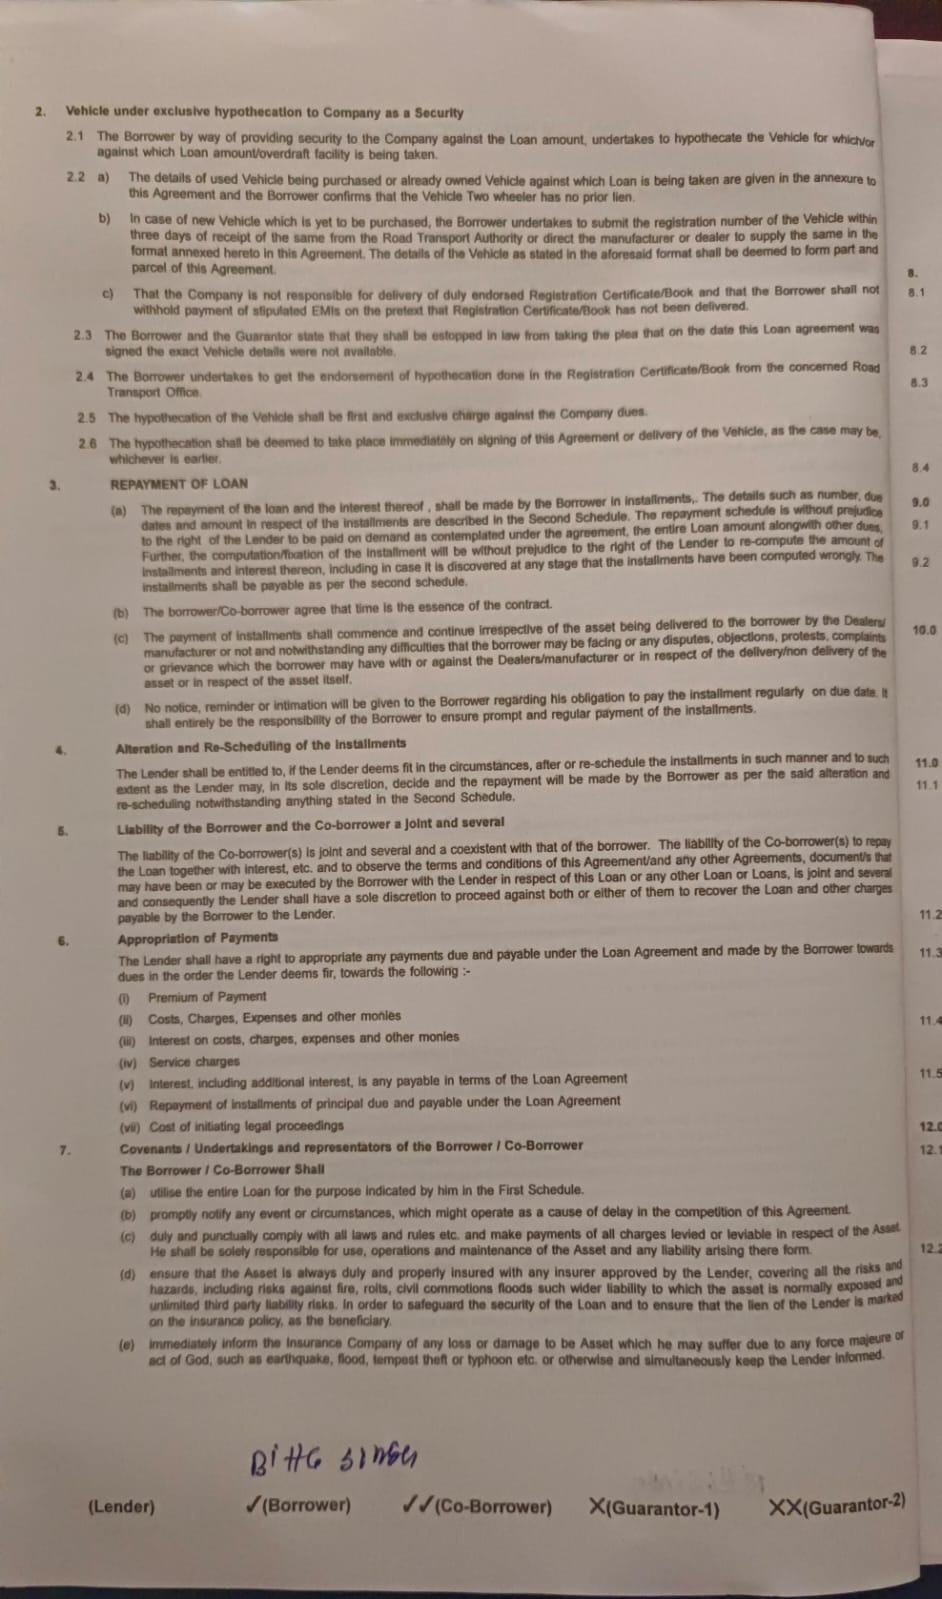 2. Vehicle under exclusive hypothecation to Company as a Security
2.1 The Borrower by way of providing security to the Company against the Loan amount, undertakes to hypothecate the Vehicle for which/or
against which Loan amount/overdraft facility is being taken.
2.2 a) The details of used Vehicle being purchased or already owned Vehicle against which Loan is being taken are given in the annexure to
this Agreement and the Borrower confirms that the Vehicle Two wheeler has no prior lien.
b) In case of new Vehicle which is yet to be purchased, the Borrower undertakes to submit the registration number of the Vehicle within
three days of receipt of the same from the Road Transport Authority or direct the manufacturer or dealer to supply the same in the
format annexed hereto in this Agreement. The details of the Vehicle as stated in the aforesaid format shall be deemed to form part and
parcel of this Agreement.
c) That the Company is not responsible for delivery of duly endorsed Registration Certificate/Book and that the Borrower shall not
withhold payment of stipulated EMIs on the pretext that Registration Certificate/Book has not been delivered.
2.3 The Borrower and the Guarantor state that they shall be estopped in law from taking the plea that on the date this Loan agreement was
signed the exact Vehicle details were not available.
2.4 The Borrower undertakes to get the endorsement of hypothecation done in the Registration Certificate/Book from the concerned Road
Transport Office.
2.5 The hypothecation of the Vehicle shall be first and exclusive charge against the Company dues.
2.6 The hypothecation shall be deemed to take place immediately on signing of this Agreement or delivery of the Vehicle, as the case may be,
whichever is earlier.
3. REPAYMENT OF LOAN
(a) The repayment of the loan and the interest thereof , shall be made by the Borrower in installments,. The details such as number, due
dates and amount in respect of the installments are described in the Second Schedule. The repayment schedule is without prejudice
to the right of the Lender to be paid on demand as contemplated under the agreement, the entire Loan amount alongwith other dues,
Further, the computation/fixation of the Installment will be without prejudice to the right of the Lender to re-compute the amount of
Installments and interest thereon, including in case it is discovered at any stage that the installments have been computed wrongly. The
installments shall be payable as per the second schedule.
(b) The borrower/Co-borrower agree that time is the essence of the contract.
(c) The payment of installments shall commence and continue irrespective of the asset being delivered to the borrower by the Dealers/
manufacturer or not and notwithstanding any difficulties that the borrower may be facing or any disputes, objections, protests, complaints
or grievance which the borrower may have with or against the Dealers/manufacturer or in respect of the delivery/non delivery of the
asset or in respect of the asset itself.
(d) No notice, reminder or intimation will be given to the Borrower regarding his obligation to pay the installment regularly on due date. It
shall entirely be the responsibility of the Borrower to ensure prompt and regular payment of the installments.
4. Alteration and Re-Scheduling of the Installments
The Lender shall be entitled to, if the Lender deems fit in the circumstances, after or re-schedule the installments in such manner and to such
extent as the Lender may, in its sole discretion, decide and the repayment will be made by the Borrower as per the said alteration and
re-scheduling notwithstanding anything stated in the Second Schedule.
5. Liability of the Borrower and the Co-borrower a joint and several
The liability of the Co-borrower(s) is joint and several and a coexistent with that of the borrower. The liability of the Co-borrower(s) to repay
the Loan together with interest, etc. and to observe the terms and conditions of this Agreement/and any other Agreements, document/s that
may have been or may be executed by the Borrower with the Lender in respect of this Loan or any other Loan or Loans, is joint and several
and consequently the Lender shall have a sole discretion to proceed against both or either of them to recover the Loan and other charges
payable by the Borrower to the Lender.
6. Appropriation of Payments
The Lender shall have a right to appropriate any payments due and payable under the Loan Agreement and made by the Borrower towards
dues in the order the Lender deems fir, towards the following :-
(i) Premium of Payment
(ii) Costs, Charges, Expenses and other monies
(iii) Interest on costs, charges, expenses and other monies
(iv) Service charges
(v) Interest, including additional interest, is any payable in terms of the Loan Agreement
(vi) Repayment of installments of principal due and payable under the Loan Agreement
(vii) Cost of initiating legal proceedings
7. Covenants / Undertakings and representators of the Borrower / Co-Borrower
The Borrower / Co-Borrower Shall
(a) utilise the entire Loan for the purpose indicated by him in the First Schedule.
(b) promptly notify any event or circumstances, which might operate as a cause of delay in the competition of this Agreement.
(c) duly and punctually comply with all laws and rules etc. and make payments of all charges levied or leviable in respect of the Asset.
He shall be solely responsible for use, operations and maintenance of the Asset and any liability arising there form.
(d) ensure that the Asset is always duly and properly insured with any insurer approved by the Lender, covering all the risks and
hazards, including risks against fire, roits, civil commotions floods such wider liability to which the asset is normally exposed and
unlimited third party liability risks. In order to safeguard the security of the Loan and to ensure that the lien of the Lender is marked
on the insurance policy, as the beneficiary.
(e) immediately inform the Insurance Company of any loss or damage to be Asset which he may suffer due to any force majeure or
act of God, such as earthquake, flood, tempest theft or typhoon etc. or otherwise and simultaneously keep the Lender informed.
SINGH
(Lender) ✓(Borrower) ✓✓(Co-Borrower) X(Guarantor-1) XX(Guarantor-2)
8.
8.1
8.2
8.3
8.4
9.0
9.1
9.2
10.0
11.0
11.1
11.2
11.3
11.4
11.5
12.0
12.1
12.2